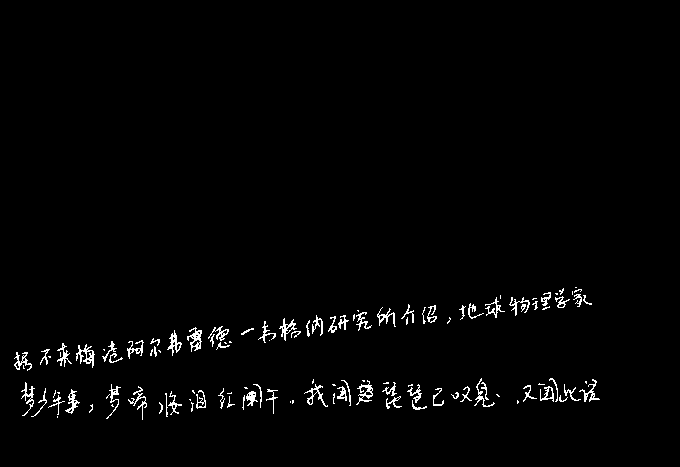 据不来梅港阿尔弗雷德一韦格纳研究所介绍，地球物理学家
梦少年事，梦啼妆泪红阑干。我闻琵琶已叹息，又闻此语